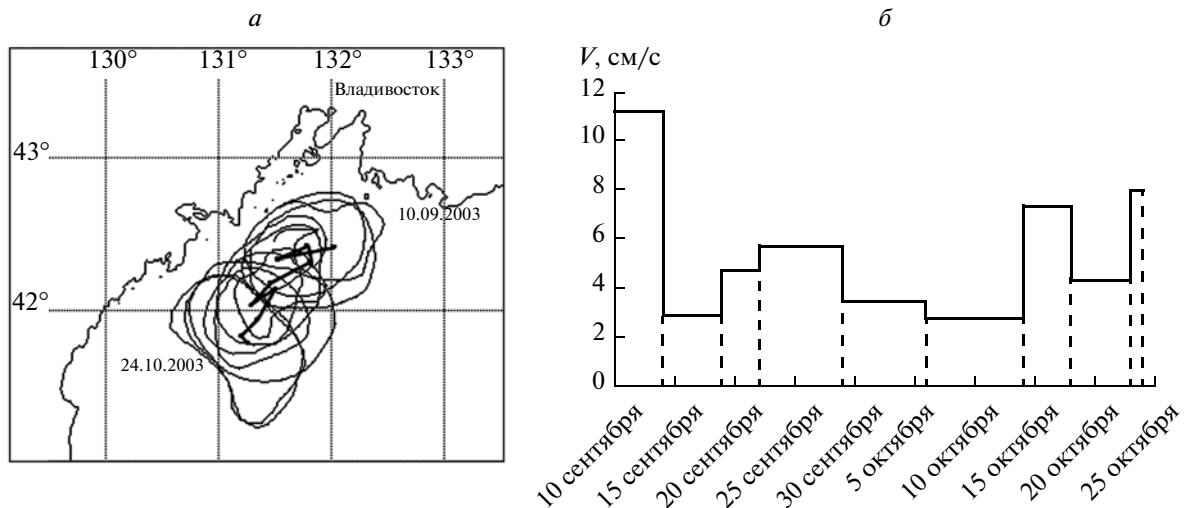 а
б
130° 131° 132° 133°
Владивосток
43°
10.09.2003
42°
24.10.2003
V, см/с
12
10
8
6
4
2
0
10 сентября
15 сентября
20 сентября
25 сентября
30 сентября
5 октября
10 октября
15 октября
20 октября
25 октября